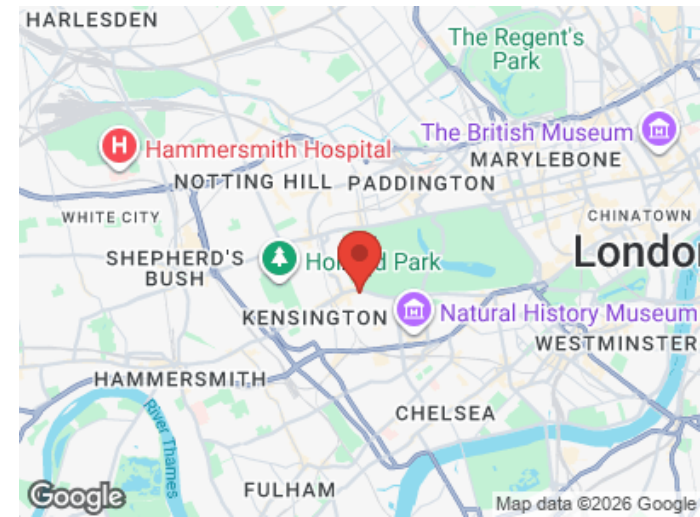 HARLESDEN
The Regent's
Park
The British Museum
Hammersmith Hospital
MARYLEBONE
NOTTING HILL
PADDINGTON
WHITE CITY
CHINATOWN
SHEPHERD'S
BUSH
Park
London
KENSINGTON
Natural History Museum
WESTMINSTER
HAMMERSMITH
CHELSEA
River Thames
FULHAM
Google
Map data ©2026 Google